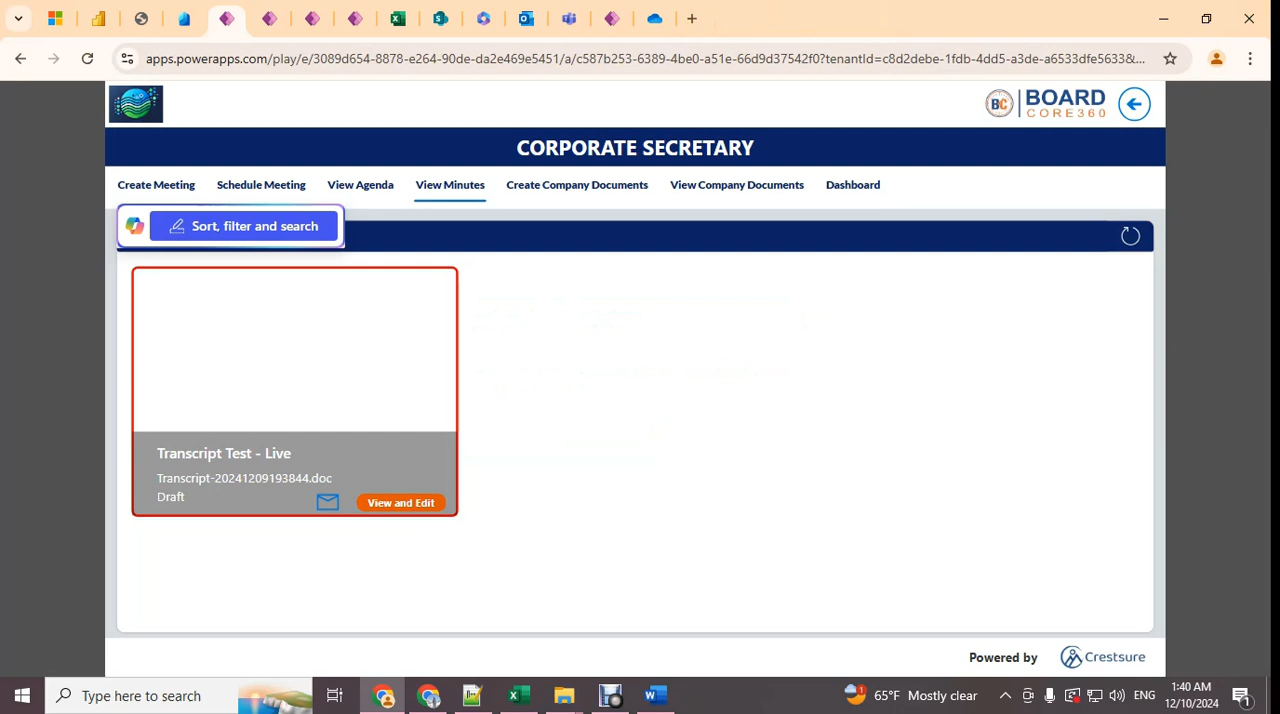 apps.powerapps.com/play/e/3089d654-8878-e264-90de-da2e469e5451/a/c587b253-6389-4be0-a51e-66d9d37542f0?tenantId=c8d2debe-1fdb-4dd5-a3de-a6533dfe5633&...
BC BOARD
CORE360
CORPORATE SECRETARY
Create Meeting Schedule Meeting View Agenda View Minutes Create Company Documents View Company Documents Dashboard
Sort, filter and search
Transcript Test - Live
Transcript-20241209193844.doc
Draft
View and Edit
Powered by Crestsure
Type here to search 65°F Mostly clear ENG
1:40 AM
12/10/2024